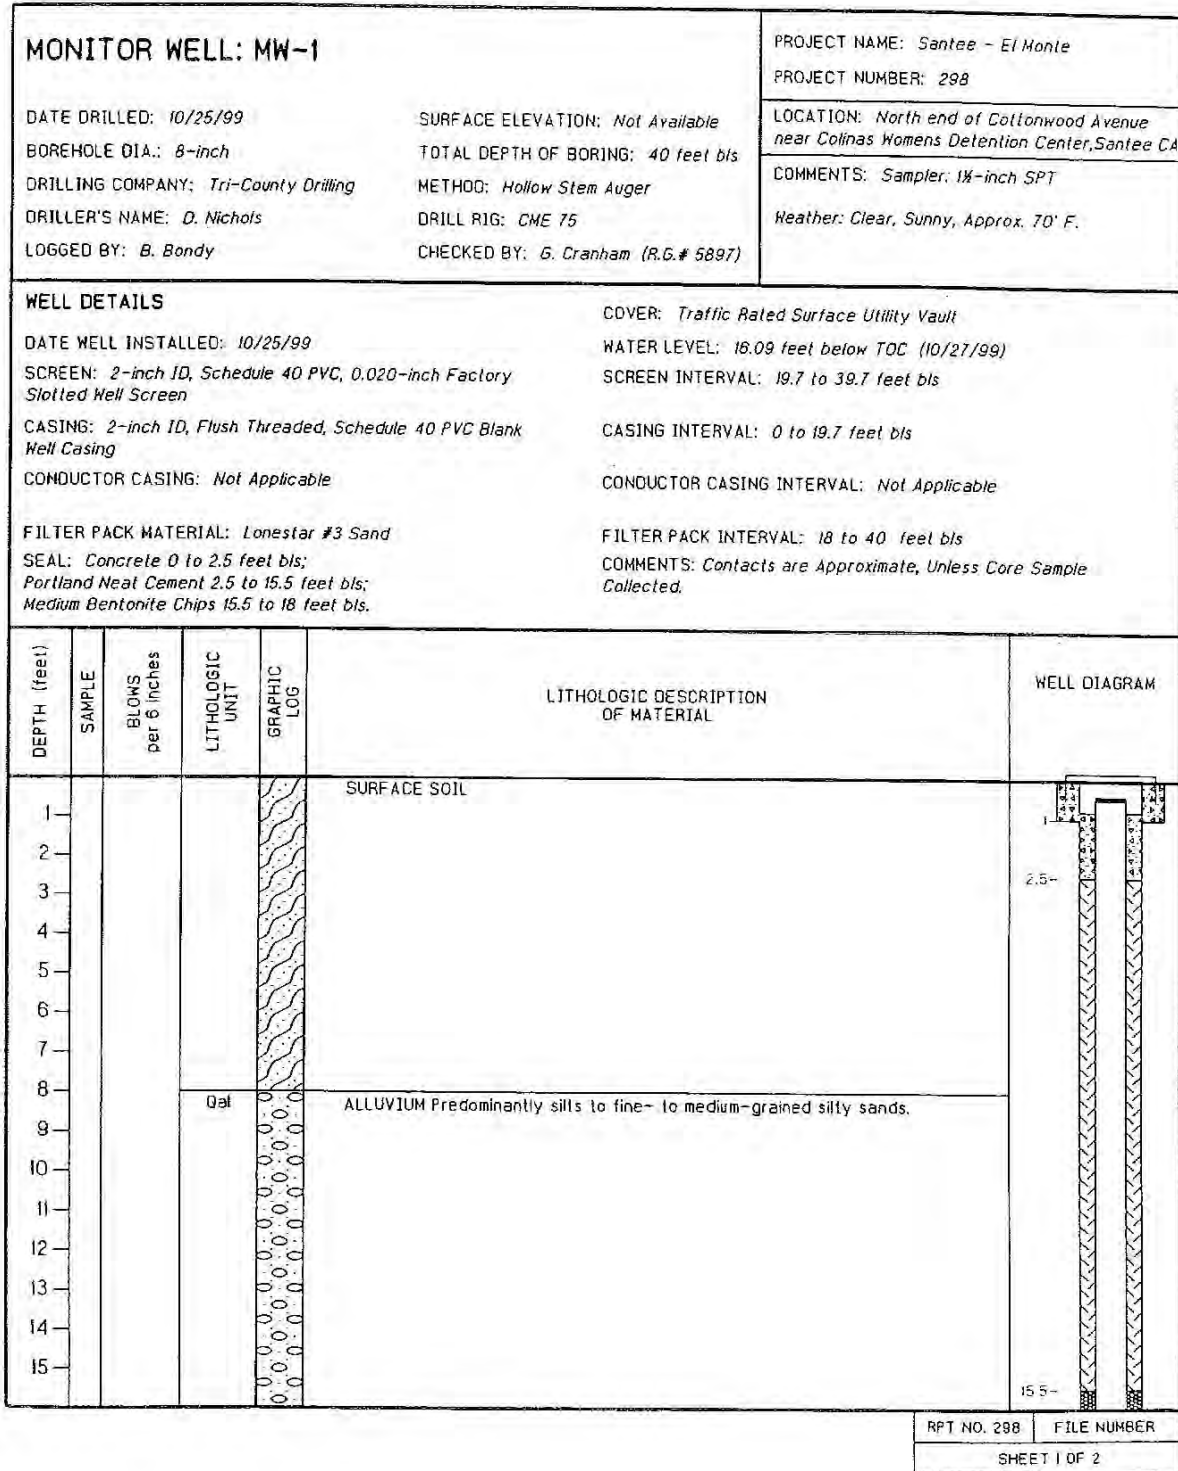 MONITOR WELL: MW-1
DATE DRILLED: 10/25/99
BOREHOLE DIA.: 8-inch
DRILLING COMPANY: Tri-County Drilling
DRILLER'S NAME: D. Nichols
LOGGED BY: B. Bondy
SURFACE ELEVATION: Not Available
TOTAL DEPTH OF BORING: 40 feet bls
METHOD: Hollow Stem Auger
DRILL RIG: CME 75
CHECKED BY: G. Cranham (R.G.# 5897)
PROJECT NAME: Santee - El Monte
PROJECT NUMBER: 298
LOCATION: North end of Cottonwood Avenue
near Colinas Womens Detention Center, Santee CA
COMMENTS: Sampler: 1½-inch SPT
Weather: Clear, Sunny, Approx. 70° F.
WELL DETAILS
DATE WELL INSTALLED: 10/25/99
SCREEN: 2-inch ID, Schedule 40 PVC, 0.020-inch Factory
Slotted Well Screen
CASING: 2-inch ID, Flush Threaded, Schedule 40 PVC Blank
Well Casing
CONDUCTOR CASING: Not Applicable
FILTER PACK MATERIAL: Lonestar #3 Sand
SEAL: Concrete 0 to 2.5 feet bls;
Portland Neat Cement 2.5 to 15.5 feet bls;
Medium Bentonite Chips 15.5 to 18 feet bls.
COVER: Traffic Rated Surface Utility Vault
WATER LEVEL: 16.09 feet below TOC (10/27/99)
SCREEN INTERVAL: 19.7 to 39.7 feet bls
CASING INTERVAL: 0 to 19.7 feet bls
CONDUCTOR CASING INTERVAL: Not Applicable
FILTER PACK INTERVAL: 18 to 40 feet bls
COMMENTS: Contacts are Approximate, Unless Core Sample
Collected.
DEPTH (feet)
SAMPLE
BLOWS
per 6 inches
LITHOLOGIC
UNIT
GRAPHIC
LOG
LITHOLOGIC DESCRIPTION
OF MATERIAL
WELL DIAGRAM
SURFACE SOIL
1
1
2
2.5
3
4
5
6
7
8
Qal
ALLUVIUM Predominantly silts to fine- to medium-grained silty sands.
9
10
11
12
13
14
15
15.5
RPT NO. 298
FILE NUMBER
SHEET 1 OF 2